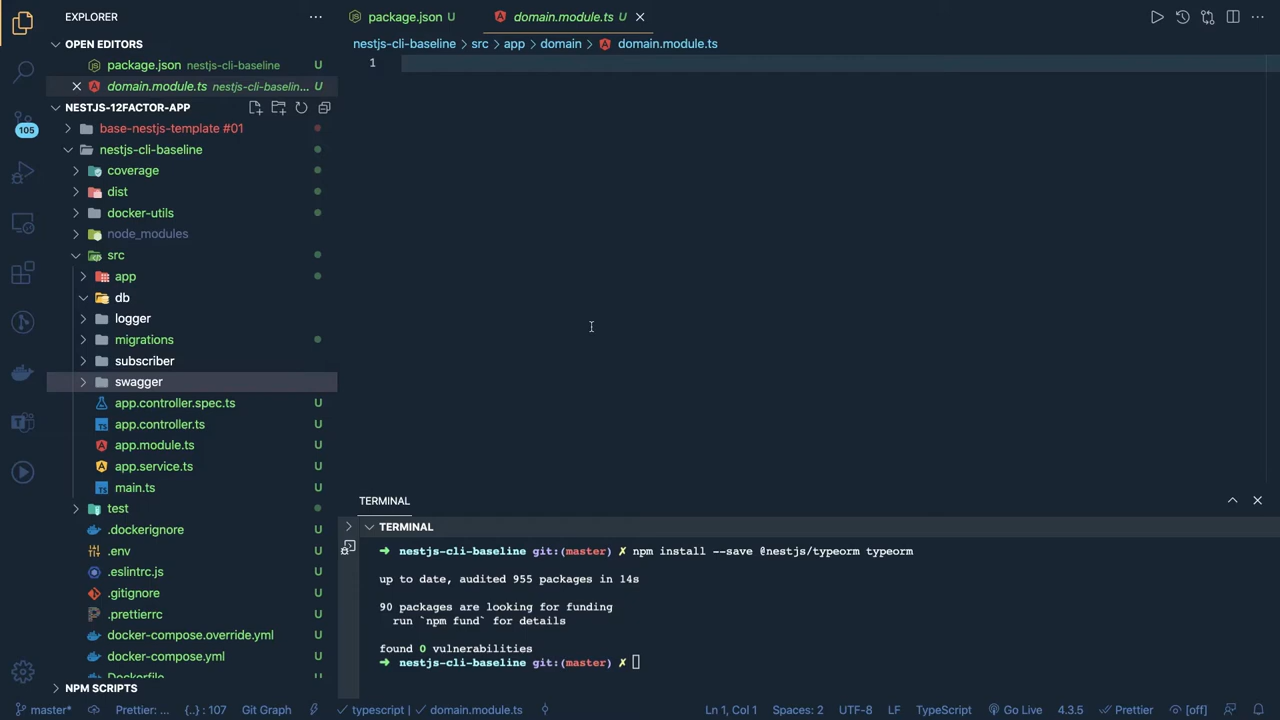 EXPLORER
OPEN EDITORS
package.json nestjs-cli-baseline U
domain.module.ts nestjs-cli-baselin... U
NESTJS-12FACTOR-APP
base-nestjs-template #01
nestjs-cli-baseline
coverage
dist
docker-utils
node_modules
src
app
db
logger
migrations
subscriber
swagger
app.controller.spec.ts U
app.controller.ts U
app.module.ts U
app.service.ts U
main.ts U
test
.dockerignore U
.env U
.eslintrc.js U
.gitignore U
.prettierrc U
docker-compose.override.yml U
docker-compose.yml U
Dockerfile
NPM SCRIPTS
105
package.json U
domain.module.ts U
nestjs-cli-baseline > src > app > domain > domain.module.ts
1
TERMINAL
TERMINAL
➜ nestjs-cli-baseline git:(master) ✗ npm install --save @nestjs/typeorm typeorm
up to date, audited 955 packages in 14s
90 packages are looking for funding
run `npm fund` for details
found 0 vulnerabilities
➜ nestjs-cli-baseline git:(master) ✗
master* Prettier: ... {..} : 107 Git Graph typescript | domain.module.ts Ln 1, Col 1 Spaces: 2 UTF-8 LF TypeScript Go Live 4.3.5 Prettier [off]